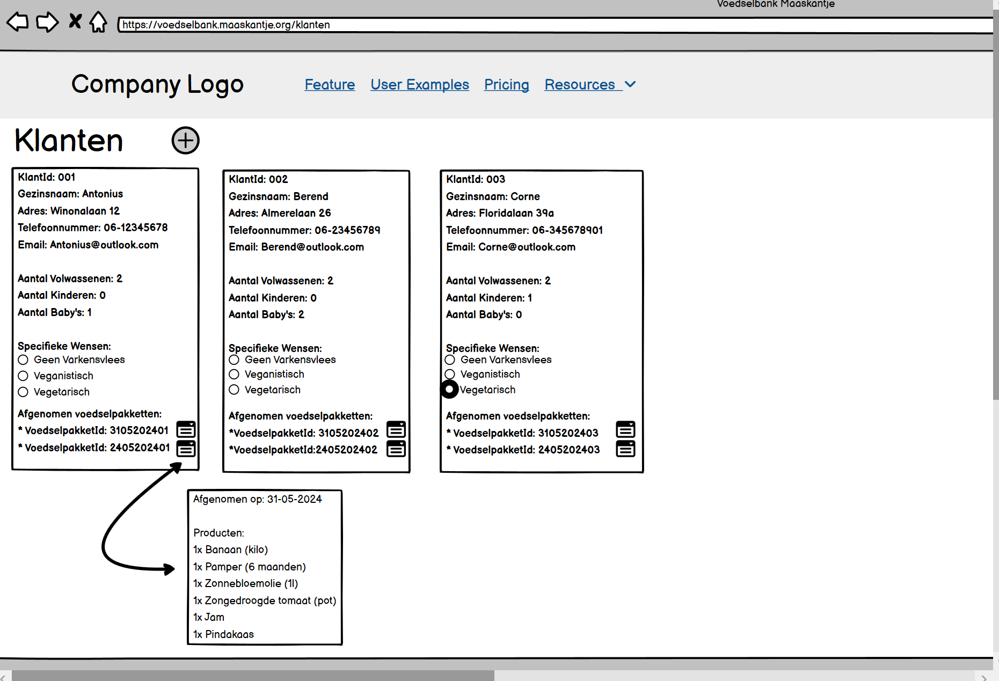 Voedselbank Maaskantje
https://voedselbank.maaskantje.org/klanten
Company Logo
Feature User Examples Pricing Resources
Klanten
KlantId: 001
Gezinsnaam: Antonius
Adres: Winonalaan 12
Telefoonnummer: 06-12345678
Email: Antonius@outlook.com
Aantal Volwassenen: 2
Aantal Kinderen: 0
Aantal Baby's: 1
Specifieke Wensen:
Geen Varkensvlees
Veganistisch
Vegetarisch
Afgenomen voedselpakketten:
* VoedselpakketId: 3105202401
* VoedselpakketId: 2405202401
KlantId: 002
Gezinsnaam: Berend
Adres: Almerelaan 26
Telefoonnummer: 06-23456789
Email: Berend@outlook.com
Aantal Volwassenen: 2
Aantal Kinderen: 0
Aantal Baby's: 2
Specifieke Wensen:
Geen Varkensvlees
Veganistisch
Vegetarisch
Afgenomen voedselpakketten:
*VoedselpakketId: 3105202402
*VoedselpakketId:2405202402
KlantId: 003
Gezinsnaam: Corne
Adres: Floridalaan 39a
Telefoonnummer: 06-345678901
Email: Corne@outlook.com
Aantal Volwassenen: 2
Aantal Kinderen: 1
Aantal Baby's: 0
Specifieke Wensen:
Geen Varkensvlees
Veganistisch
Vegetarisch
Afgenomen voedselpakketten:
* VoedselpakketId: 3105202403
* VoedselpakketId: 2405202403
Afgenomen op: 31-05-2024
Producten:
1x Banaan (kilo)
1x Pamper (6 maanden)
1x Zonnebloemolie (1l)
1x Zongedroogde tomaat (pot)
1x Jam
1x Pindakaas